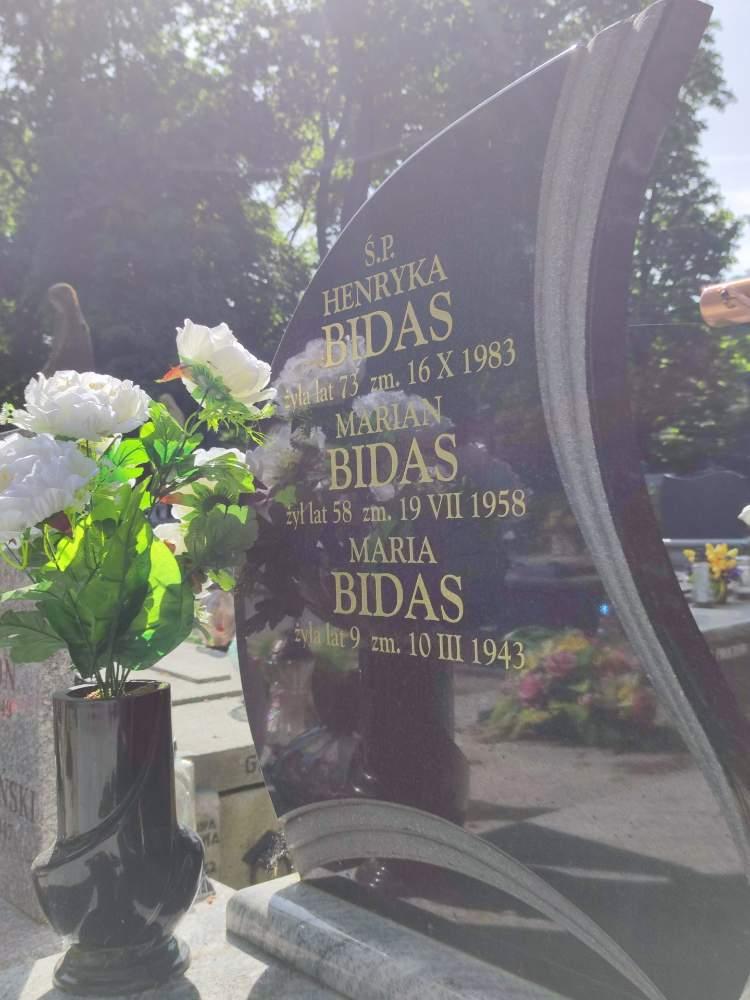 Ś.P.
HENRYKA
BIDAS
żyła lat 73 zm. 16 X 1983
MARIAN
BIDAS
żył lat 58 zm. 19 VII 1958
MARIA
BIDAS
żyła lat 9 zm. 10 III 1943